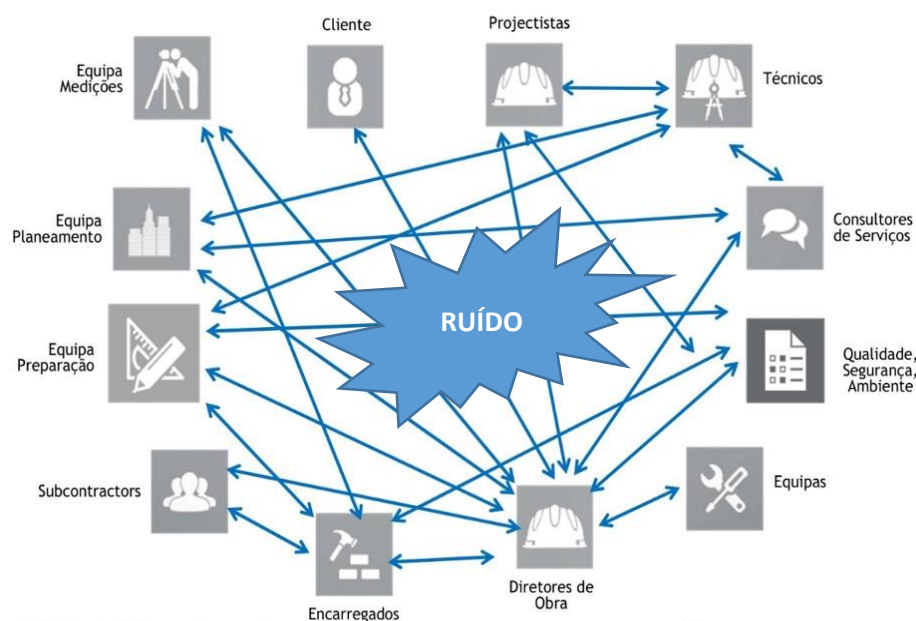 Cliente
Projectistas
Equipa
Medições
Técnicos
Equipa
Planeamento
Consultores
de Serviços
RUÍDO
Equipa
Preparação
Qualidade,
Segurança,
Ambiente
Subcontractors
Equipas
Encarregados
Diretores de
Obra